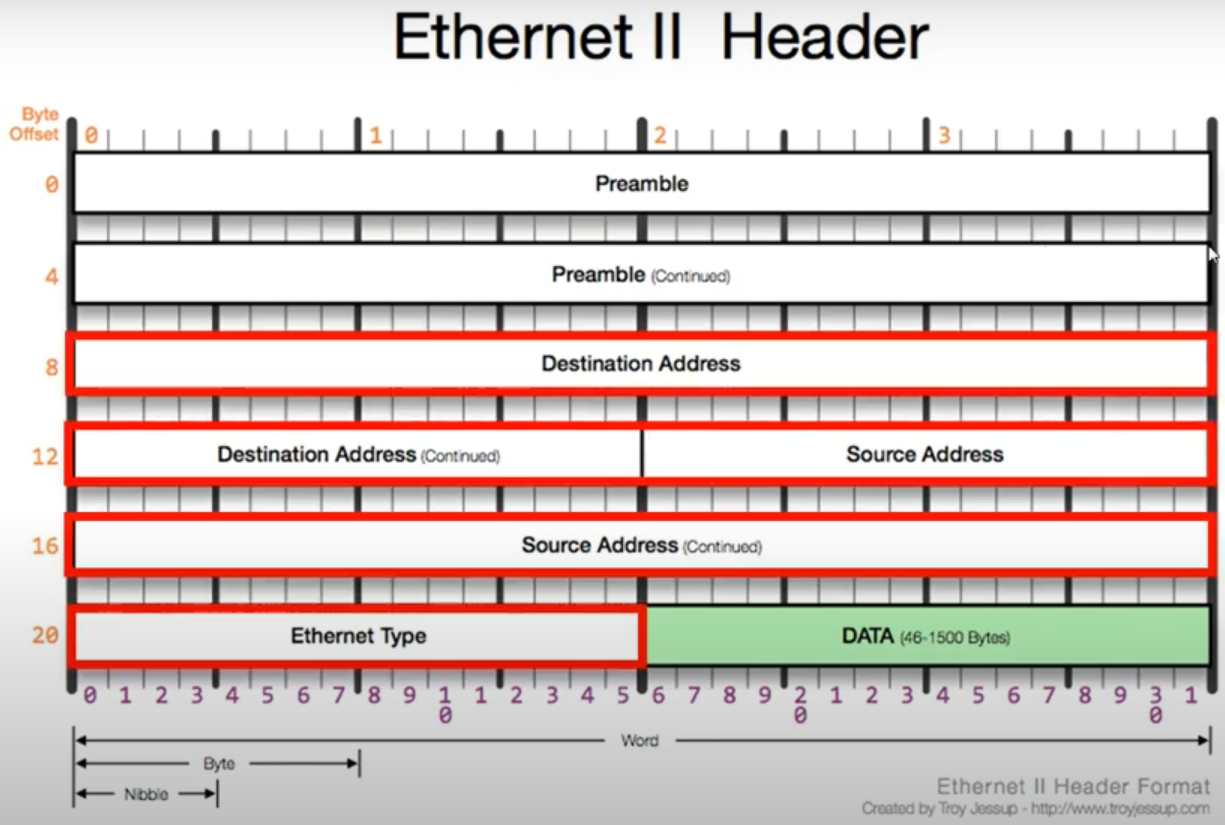 Ethernet II Header
Byte
Offset
0 1 2 3
0
Preamble
4
Preamble (Continued)
8
Destination Address
12
Destination Address (Continued) Source Address
16
Source Address (Continued)
20
Ethernet Type DATA (46-1500 Bytes)
0 1 2 3 4 5 6 7 8 9 1 1 2 3 4 5 6 7 8 9 2 1 2 3 4 5 6 7 8 9 3 1
0 0 0
Word
Byte
Nibble
Ethernet II Header Format
Created by Troy Jessup - http://www.troyjessup.com